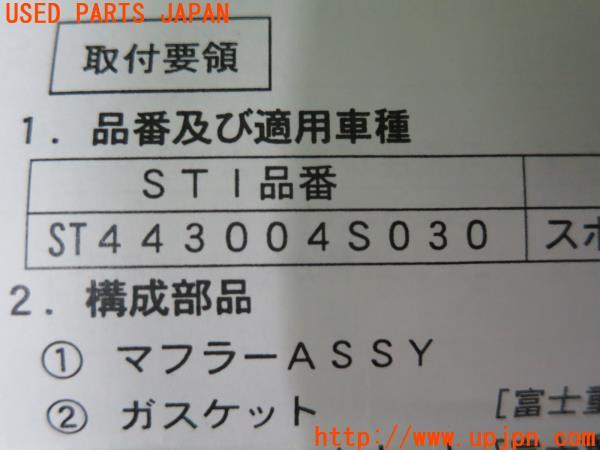 USED PARTS JAPAN
取付要領
1. 品番及び適用車種
STI品番
ST443004S030 スポ
2. 構成部品
① マフラーASSY
② ガスケット [富士重
http://www.upjpn.com